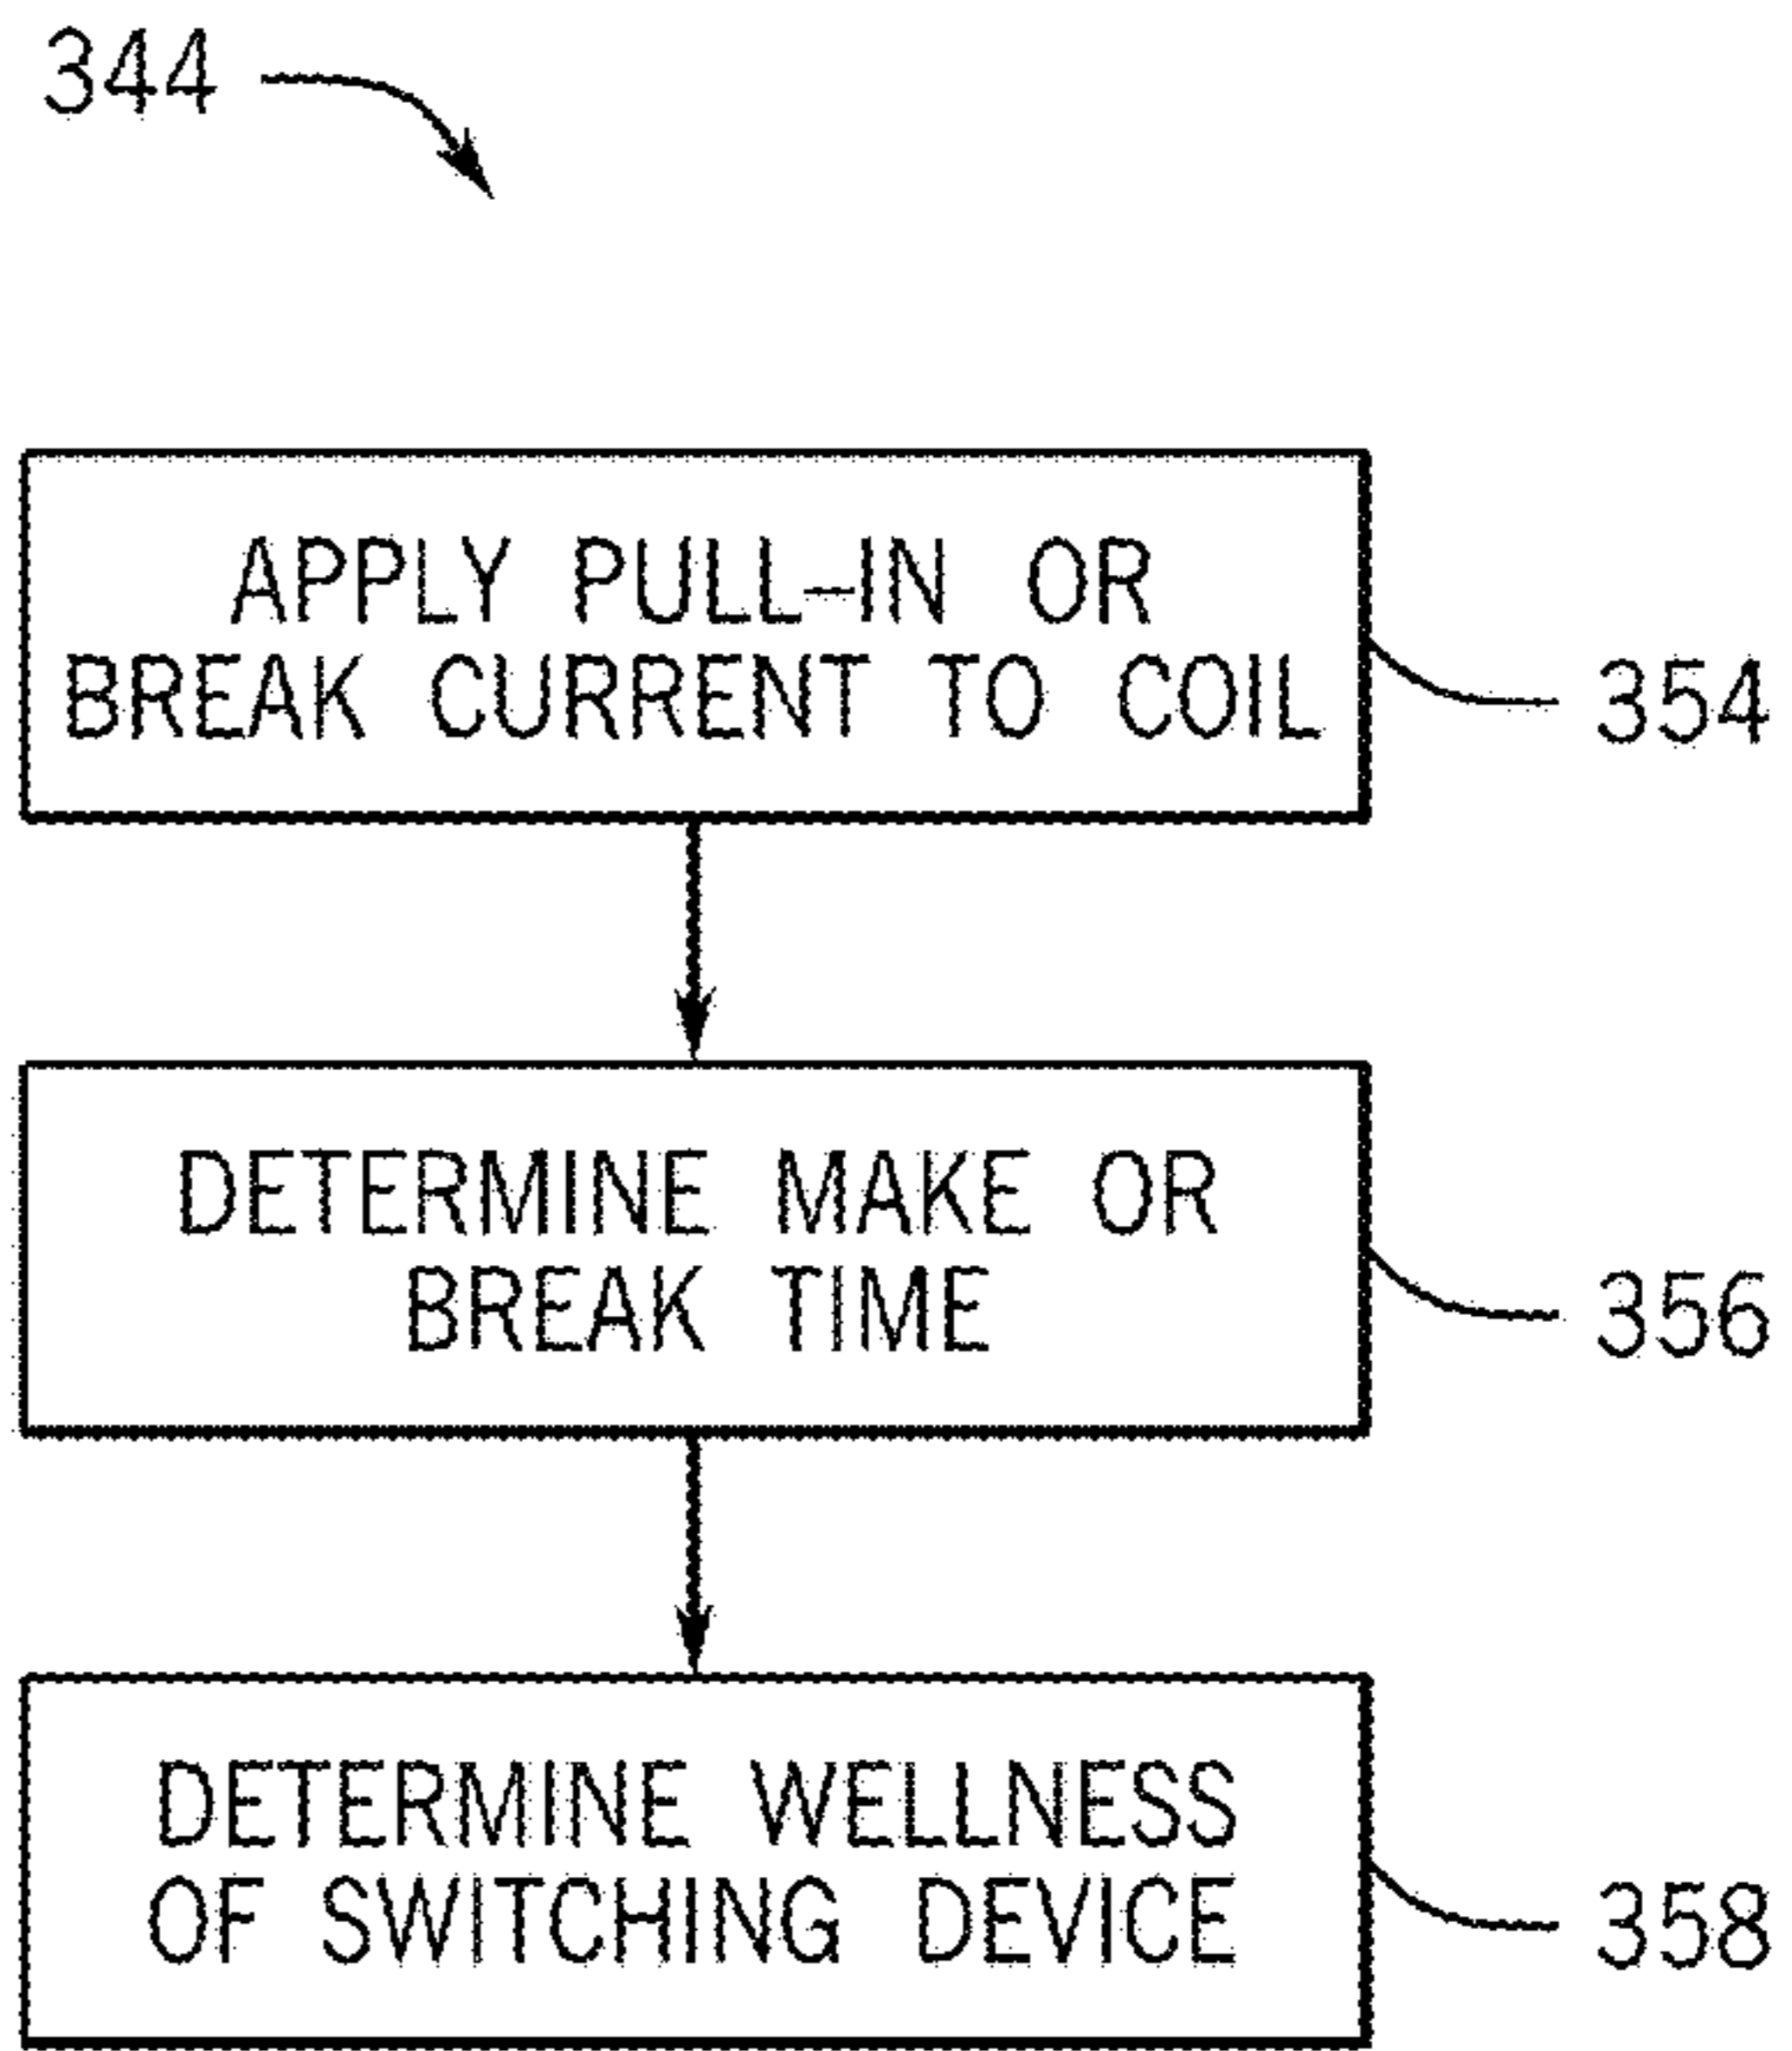 344
APPLY PULL-IN OR
BREAK CURRENT TO COIL
354
DETERMINE MAKE OR
BREAK TIME
356
DETERMINE WELLNESS
OF SWITCHING DEVICE
358